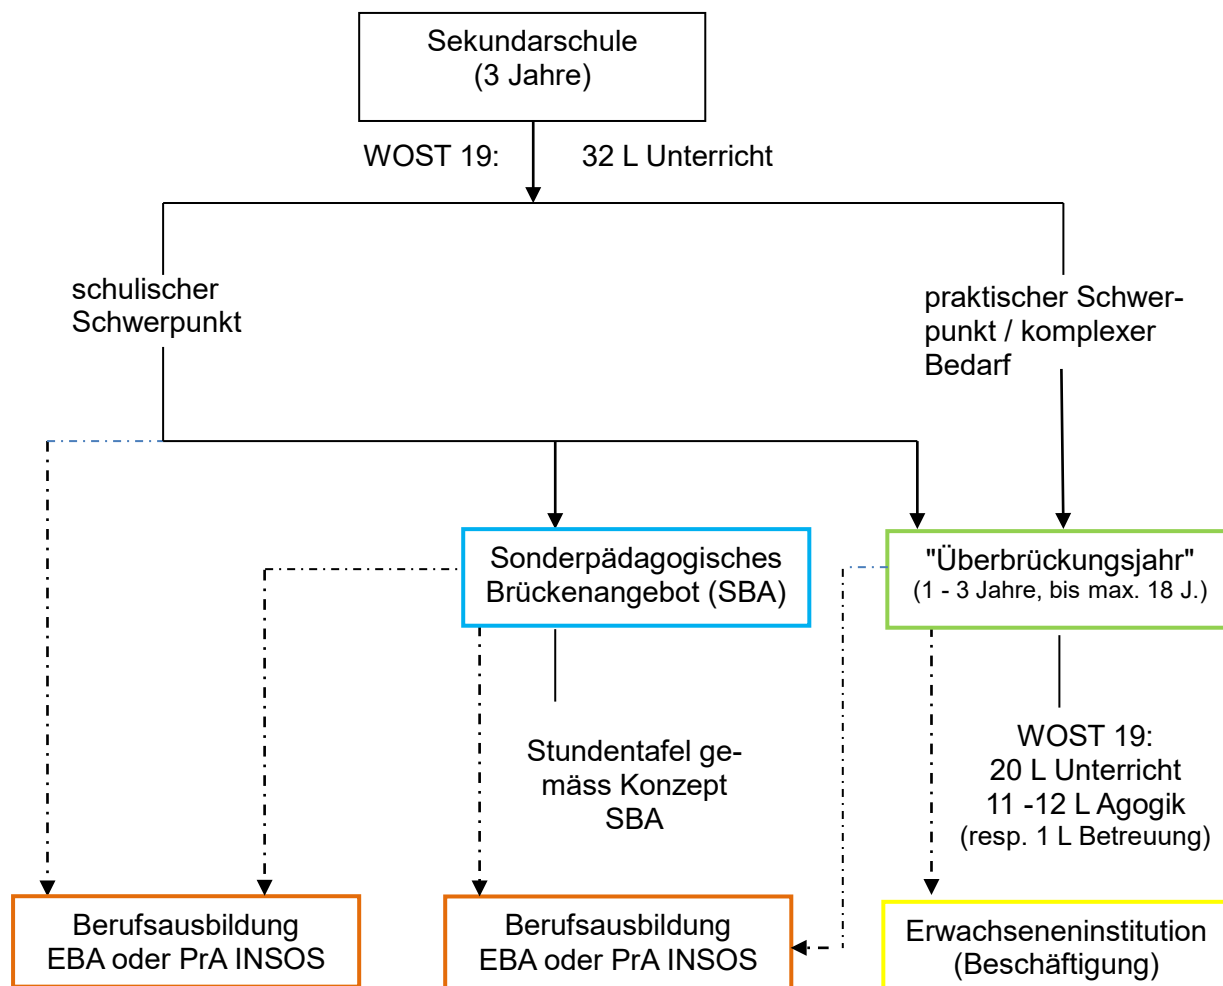 Sekundarschule
(3 Jahre)
WOST 19: 32 L Unterricht
schulischer
Schwerpunkt
praktischer Schwer-
punkt / komplexer
Bedarf
Sonderpädagogisches
Brückenangebot (SBA)
"Überbrückungsjahr"
(1 - 3 Jahre, bis max. 18 J.)
Stundentafel ge-
mäss Konzept
SBA
WOST 19:
20 L Unterricht
11 -12 L Agogik
(resp. 1 L Betreuung)
Berufsausbildung
EBA oder PrA INSOS
Berufsausbildung
EBA oder PrA INSOS
Erwachseneninstitution
(Beschäftigung)